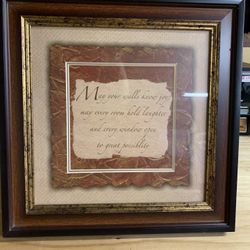 May your walls know joy
may every room hold laughter
and every window open
to great possibility